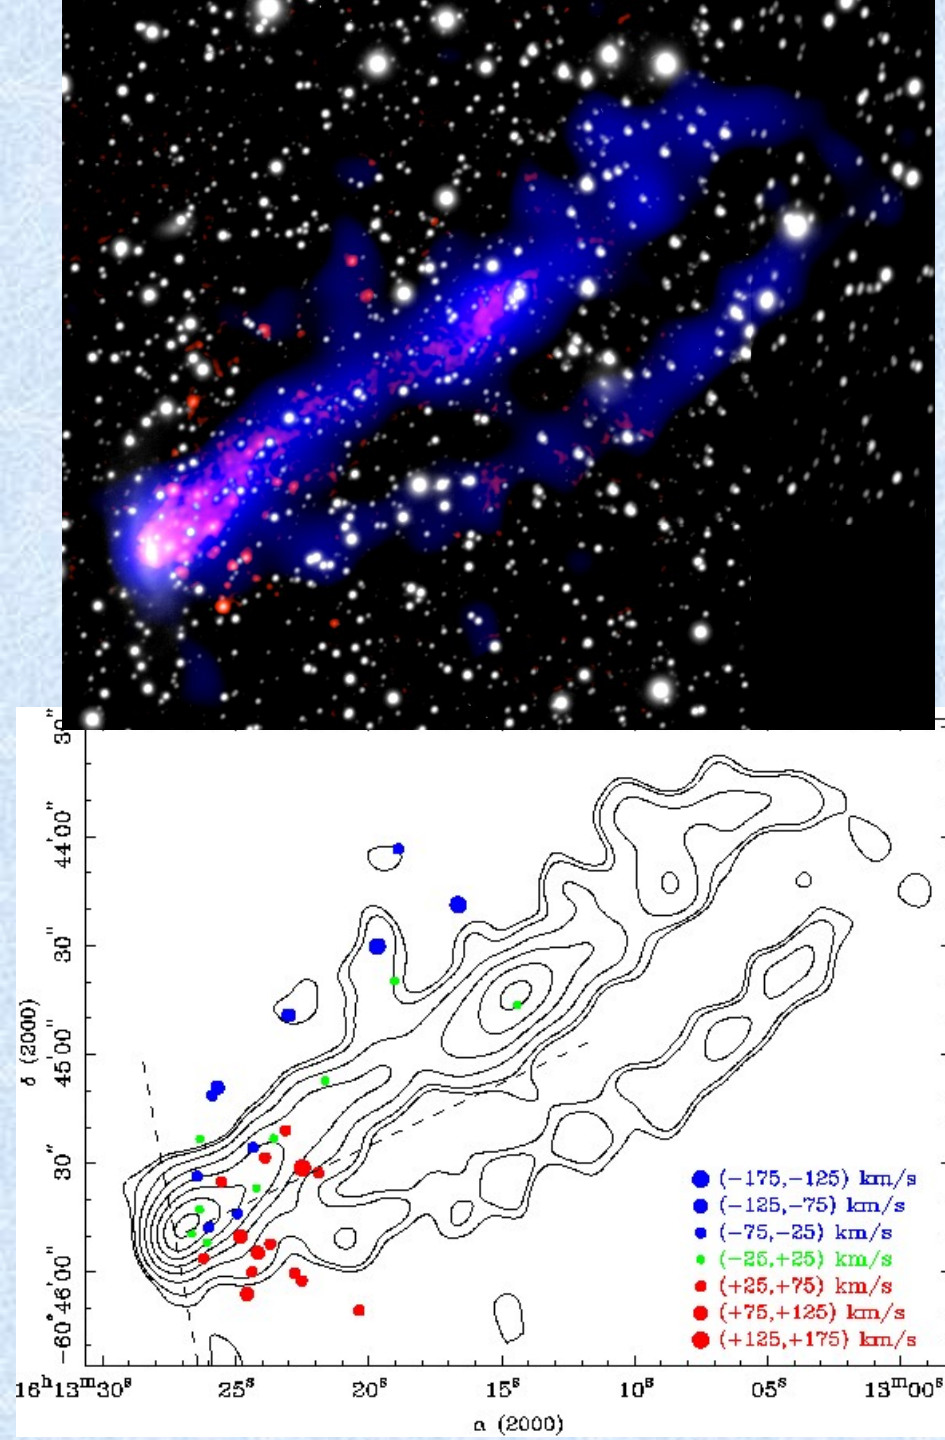 30"
44'00"
30"
45'00"
30"
-60°46'00"
δ (2000)
(-175,-125) km/s
(-125,-75) km/s
(-75,-25) km/s
(-25,+25) km/s
(+25,+75) km/s
(+75,+125) km/s
(+125,+175) km/s
16ʰ13ᵐ30ˢ 25ˢ 20ˢ 15ˢ 10ˢ 05ˢ 13ᵐ00ˢ
α (2000)